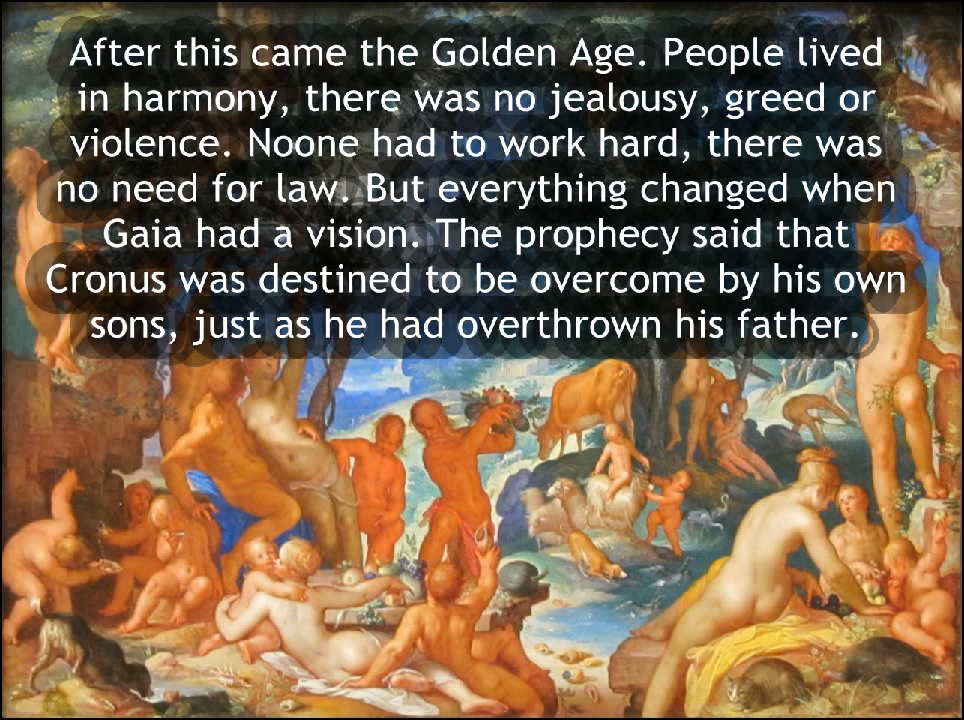 After this came the Golden Age. People lived
in harmony, there was no jealousy, greed or
violence. Noone had to work hard, there was
no need for law. But everything changed when
Gaia had a vision. The prophecy said that
Cronus was destined to be overcome by his own
sons, just as he had overthrown his father.